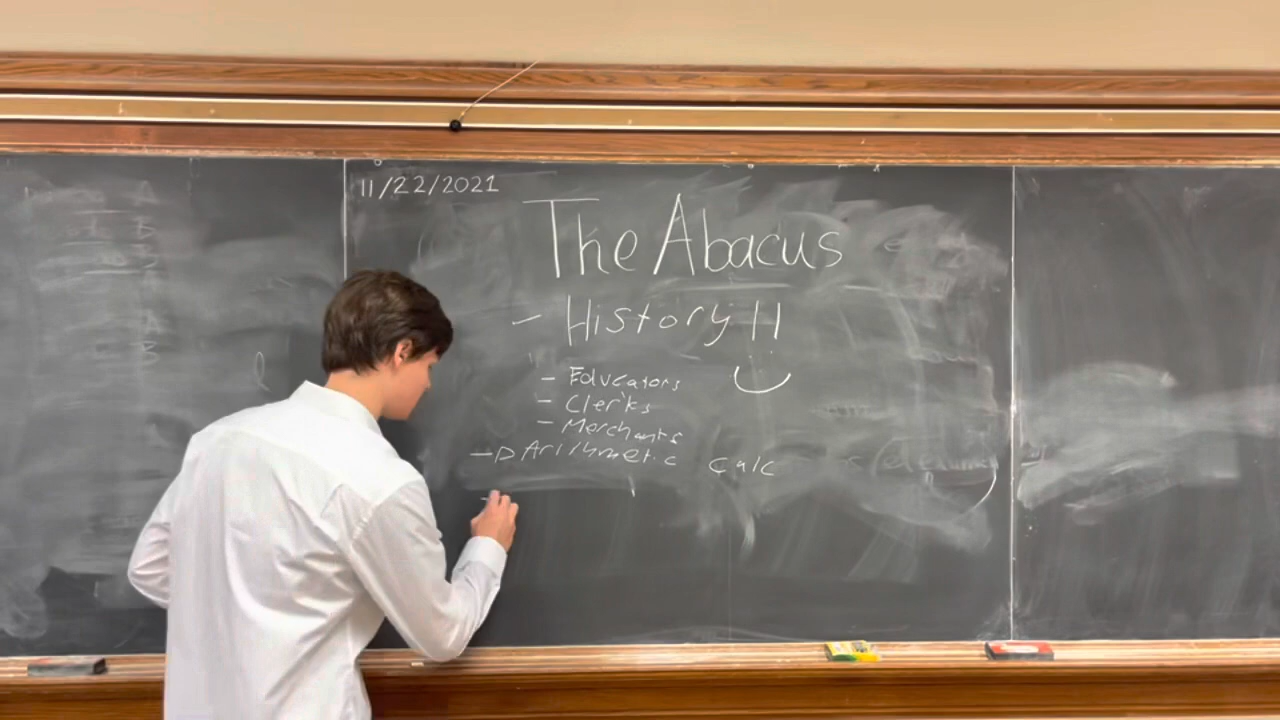 11/22/2021
The Abacus
- History
- Educators
- Clerks
- Merchants
→ Arithmetic Calc